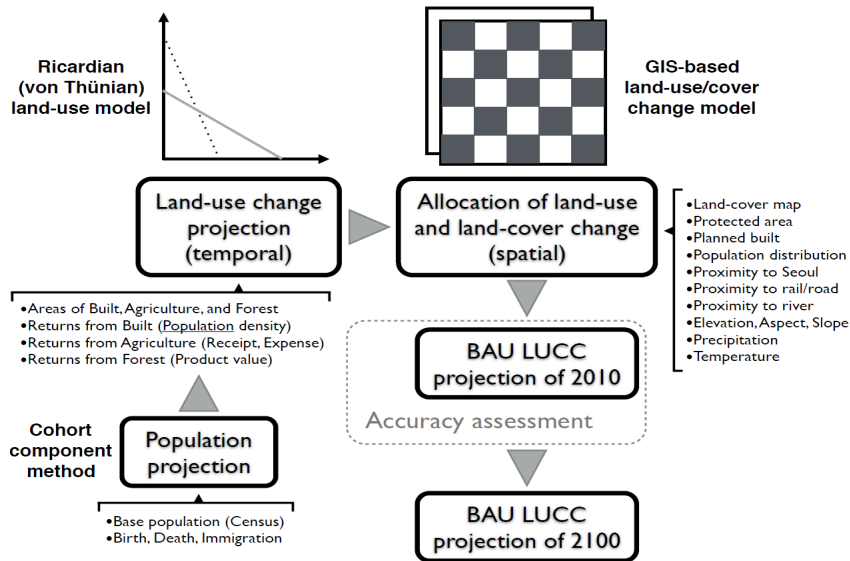 Ricardian
(von Thünian)
land-use model
GIS-based
land-use/cover
change model
Land-use change
projection
(temporal)
Allocation of land-use
and land-cover change
(spatial)
•Land-cover map
•Protected area
•Planned built
•Population distribution
•Proximity to Seoul
•Proximity to rail/road
•Proximity to river
•Elevation, Aspect, Slope
•Precipitation
•Temperature
•Areas of Built, Agriculture, and Forest
•Returns from Built (Population density)
•Returns from Agriculture (Receipt, Expense)
•Returns from Forest (Product value)
BAU LUCC
projection of 2010
Accuracy assessment
Cohort
component
method
Population
projection
•Base population (Census)
•Birth, Death, Immigration
BAU LUCC
projection of 2100